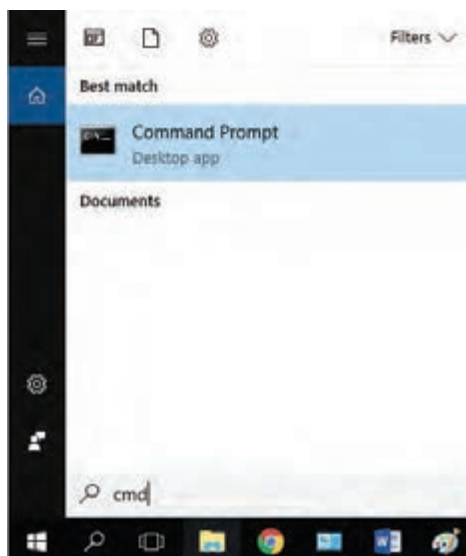 Filters
Best match
Command Prompt
Desktop app
Documents
cmd